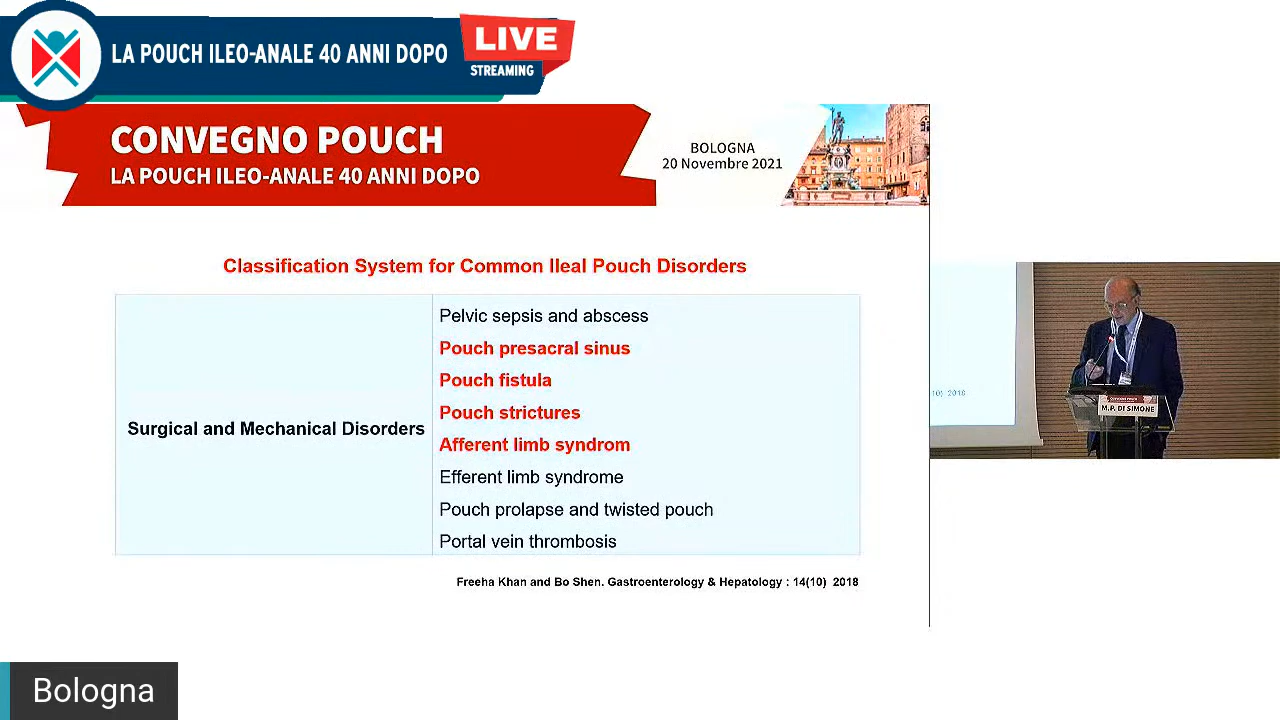 LA POUCH ILEO-ANALE 40 ANNI DOPO
LIVE
STREAMING
CONVEGNO POUCH
LA POUCH ILEO-ANALE 40 ANNI DOPO
BOLOGNA
20 Novembre 2021
Classification System for Common Ileal Pouch Disorders
Surgical and Mechanical Disorders
Pelvic sepsis and abscess
Pouch presacral sinus
Pouch fistula
Pouch strictures
Afferent limb syndrom
Efferent limb syndrome
Pouch prolapse and twisted pouch
Portal vein thrombosis
Freeha Khan and Bo Shen. Gastroenterology & Hepatology : 14(10) 2018
10) 2018
M.P. DI SIMONE
Bologna